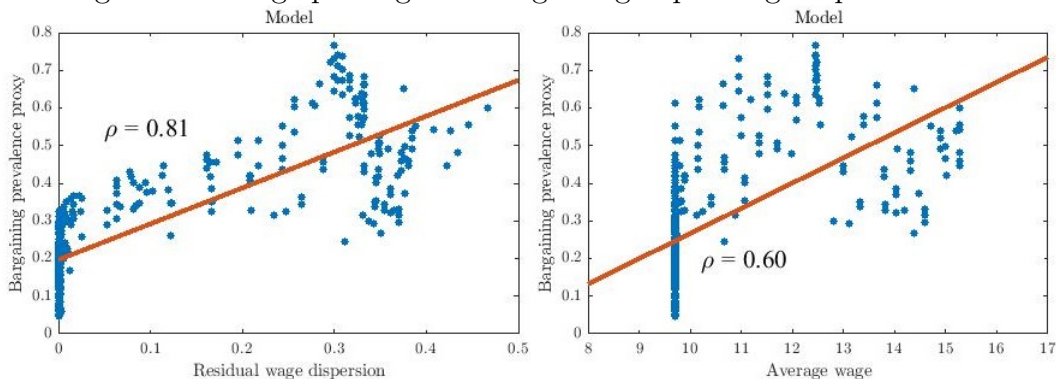 Model
Bargaining prevalence proxy
0.8
0.7
0.6
0.5
0.4
0.3
0.2
0.1
0
ρ = 0.81
0 0.1 0.2 0.3 0.4 0.5
Residual wage dispersion
Model
Bargaining prevalence proxy
0.8
0.7
0.6
0.5
0.4
0.3
0.2
0.1
0
ρ = 0.60
8 9 10 11 12 13 14 15 16 17
Average wage